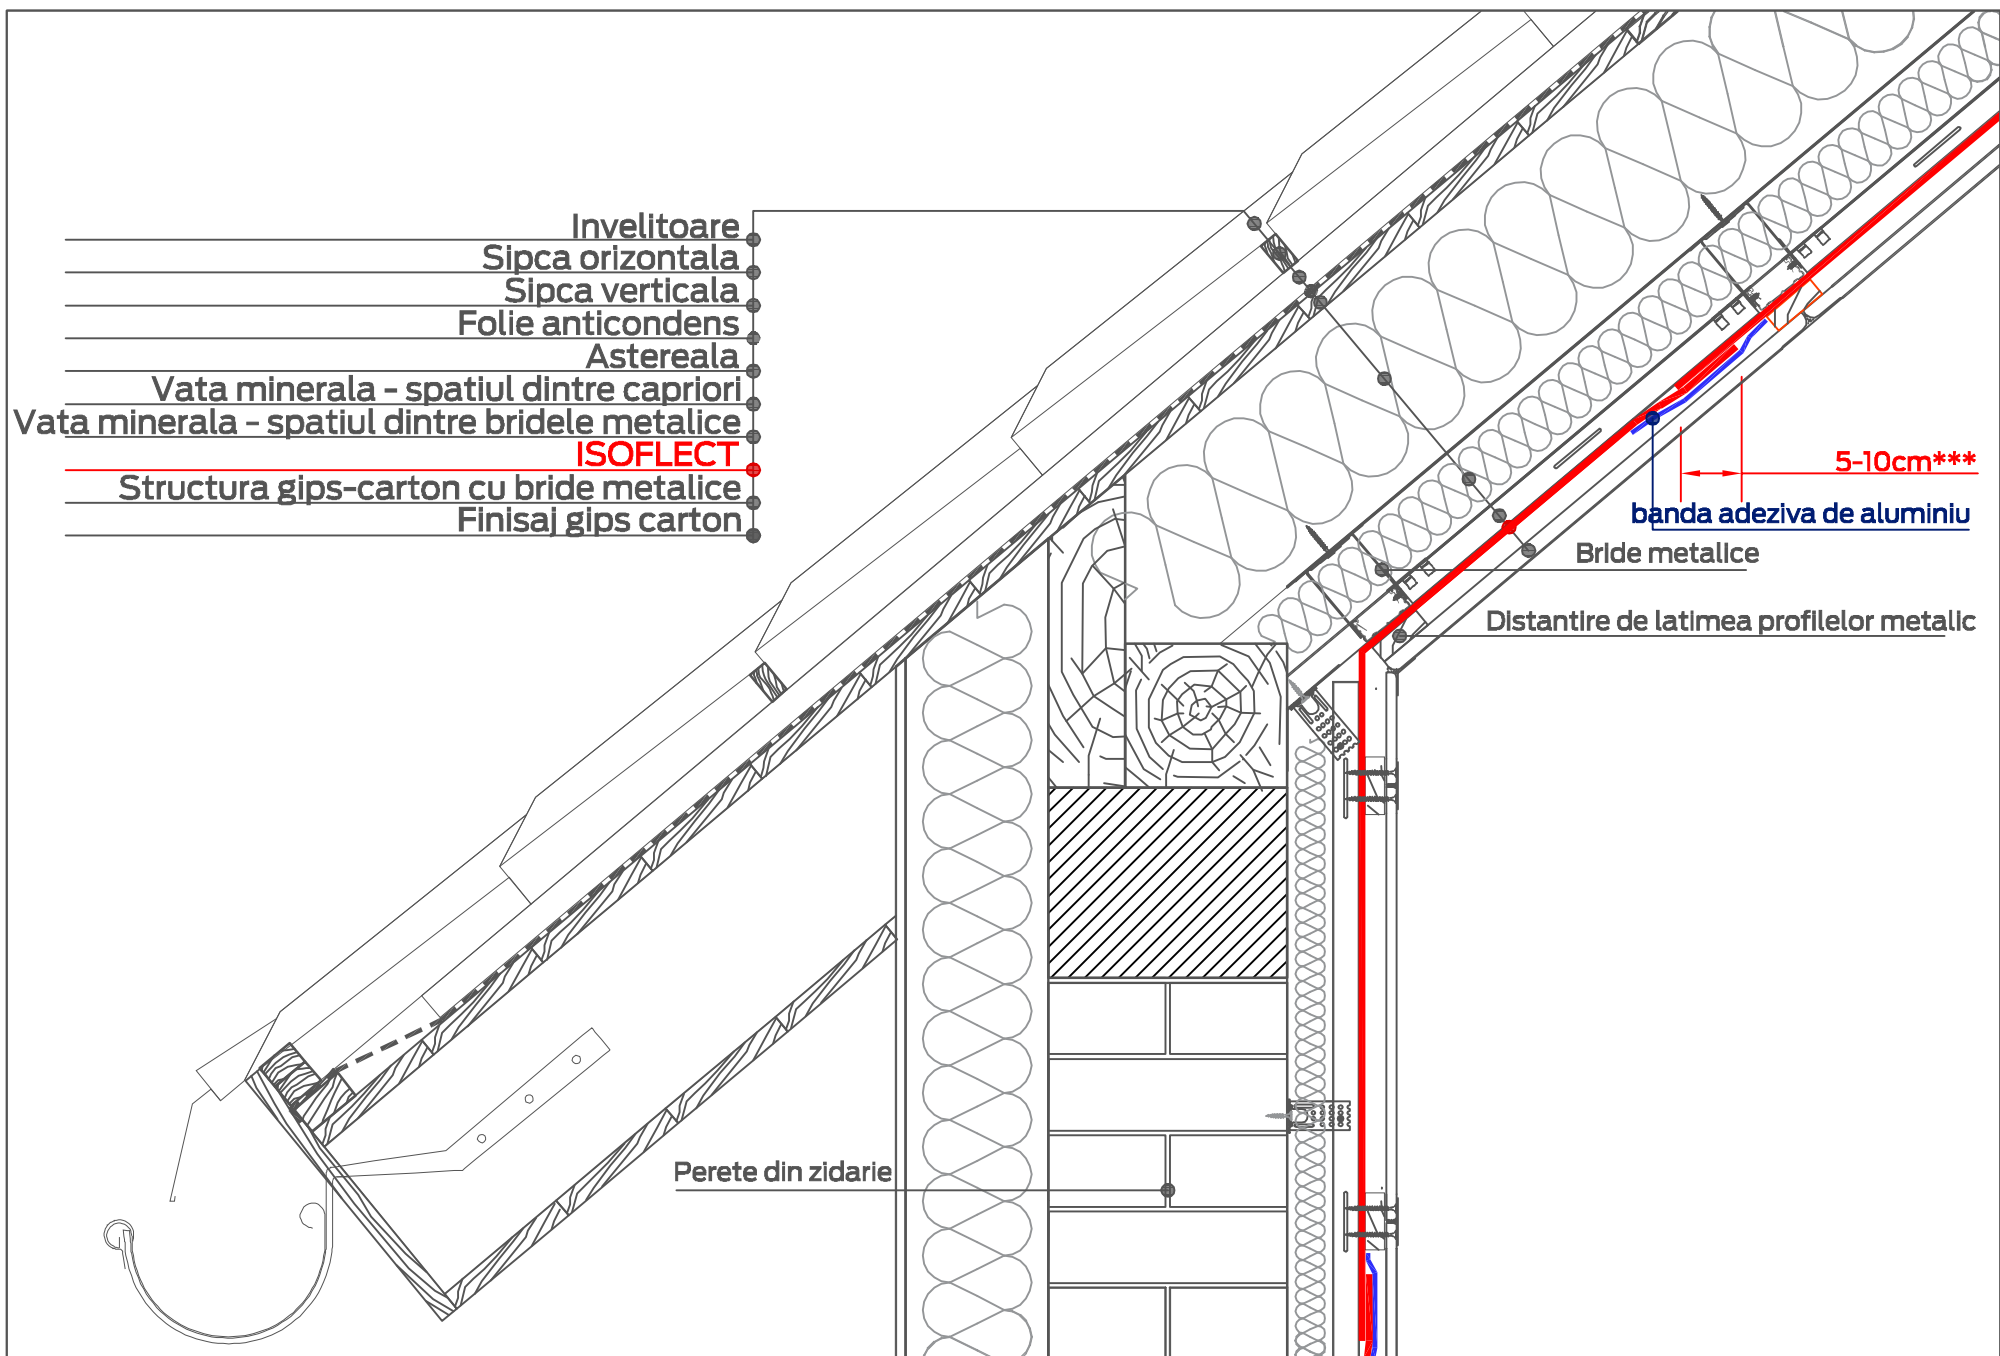 Invelitoare
Sipca orizontala
Sipca verticala
Folie anticondens
Astereala
Vata minerala - spatiul dintre capriori
Vata minerala - spatiul dintre bridele metalice
ISOFLECT
Structura gips-carton cu bride metalice
Finisaj gips carton
5-10cm***
banda adeziva de aluminiu
Bride metalice
Distantire de latimea profilelor metalic
Perete din zidarie